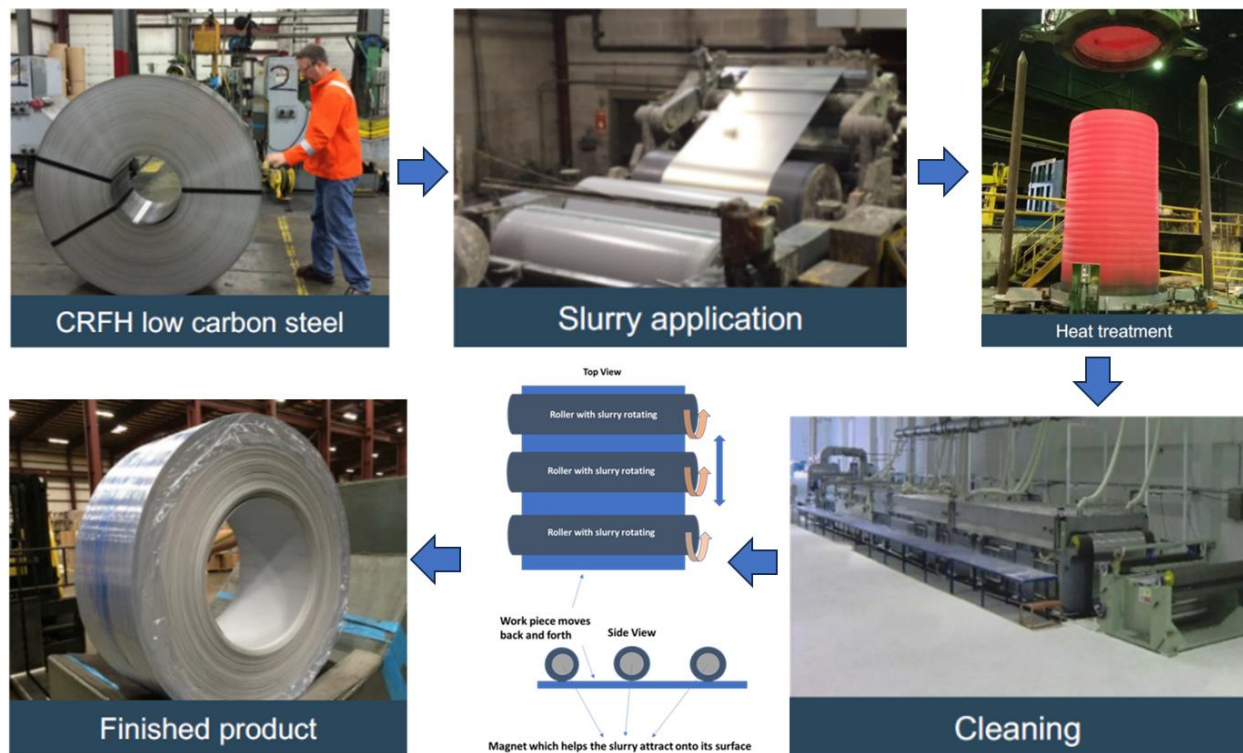 2
CRFH low carbon steel
Slurry application
Heat treatment
Top View
Roller with slurry rotating
Roller with slurry rotating
Roller with slurry rotating
Work piece moves
back and forth
Side View
Magnet which helps the slurry attract onto its surface
Cleaning
Finished product